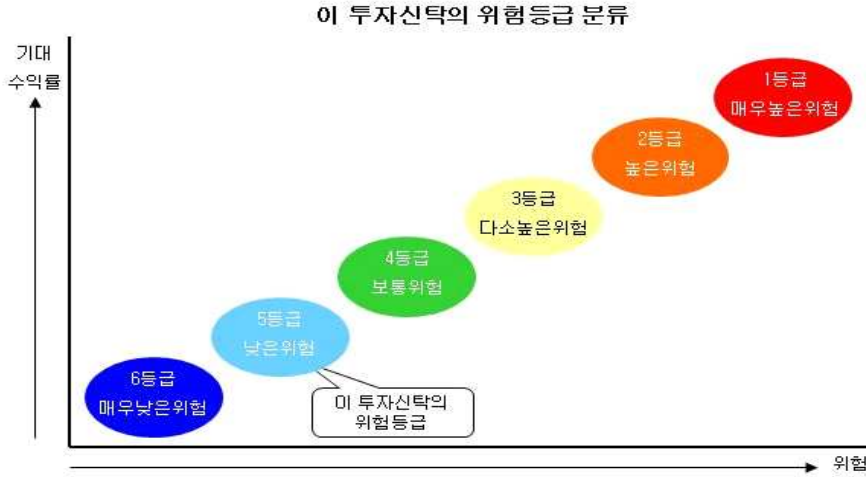 이 투자신탁의 위험등급 분류
기대
수익률
1등급
매우높은위험
2등급
높은위험
3등급
다소높은위험
4등급
보통위험
5등급
낮은위험
6등급
매우낮은위험
이 투자신탁의
위험등급
위험